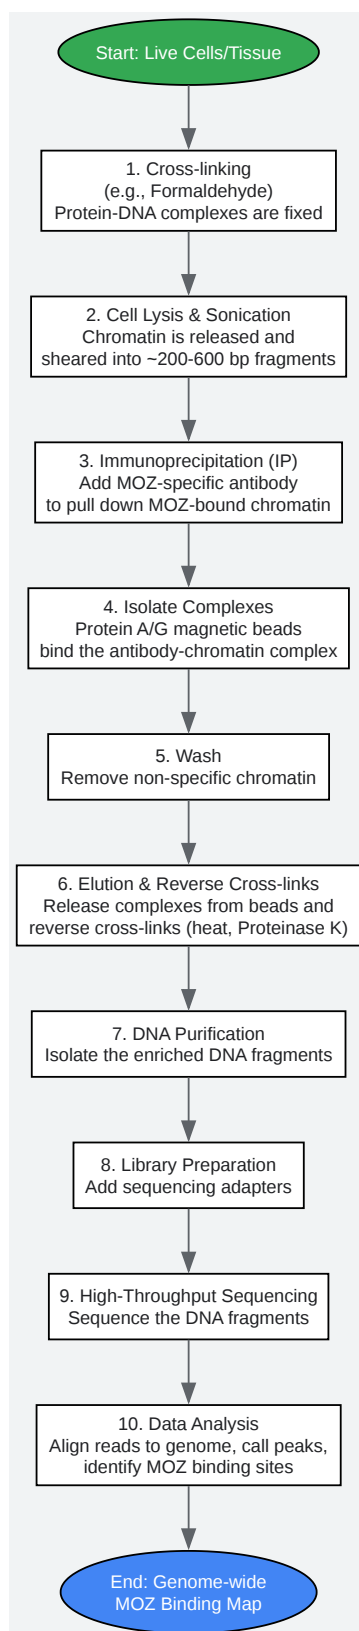 Start: Live Cells/Tissue
1. Cross-linking
(e.g., Formaldehyde)
Protein-DNA complexes are fixed
2. Cell Lysis & Sonication
Chromatin is released and
sheared into ~200-600 bp fragments
3. Immunoprecipitation (IP)
Add MOZ-specific antibody
to pull down MOZ-bound chromatin
4. Isolate Complexes
Protein A/G magnetic beads
bind the antibody-chromatin complex
5. Wash
Remove non-specific chromatin
6. Elution & Reverse Cross-links
Release complexes from beads and
reverse cross-links (heat, Proteinase K)
7. DNA Purification
Isolate the enriched DNA fragments
8. Library Preparation
Add sequencing adapters
9. High-Throughput Sequencing
Sequence the DNA fragments
10. Data Analysis
Align reads to genome, call peaks,
identify MOZ binding sites
End: Genome-wide
MOZ Binding Map